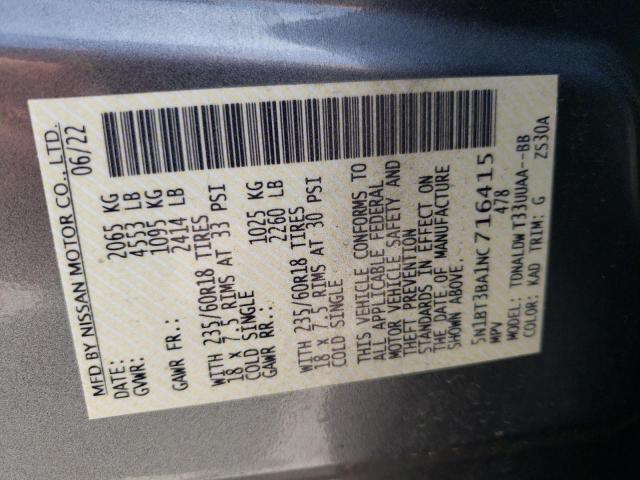 MFD BY NISSAN MOTOR CO., LTD.
DATE: 06/22
GVWR: 2065 KG
4553 LB
GAWR FR.: 1095 KG
2414 LB
WITH 235/60R18 TIRES
18 X 7.5 RIMS AT 33 PSI
COLD SINGLE
GAWR RR.: 1025 KG
2260 LB
WITH 235/60R18 TIRES
18 X 7.5 RIMS AT 30 PSI
COLD SINGLE
THIS VEHICLE CONFORMS TO
ALL APPLICABLE FEDERAL
MOTOR VEHICLE SAFETY AND
THEFT PREVENTION
STANDARDS IN EFFECT ON
THE DATE OF MANUFACTURE
SHOWN ABOVE.
5N1BT3BA1NC716415
MPV 478
MODEL: TONALDW T33UUAA--BB
COLOR: KAD TRIM: G ZS30A